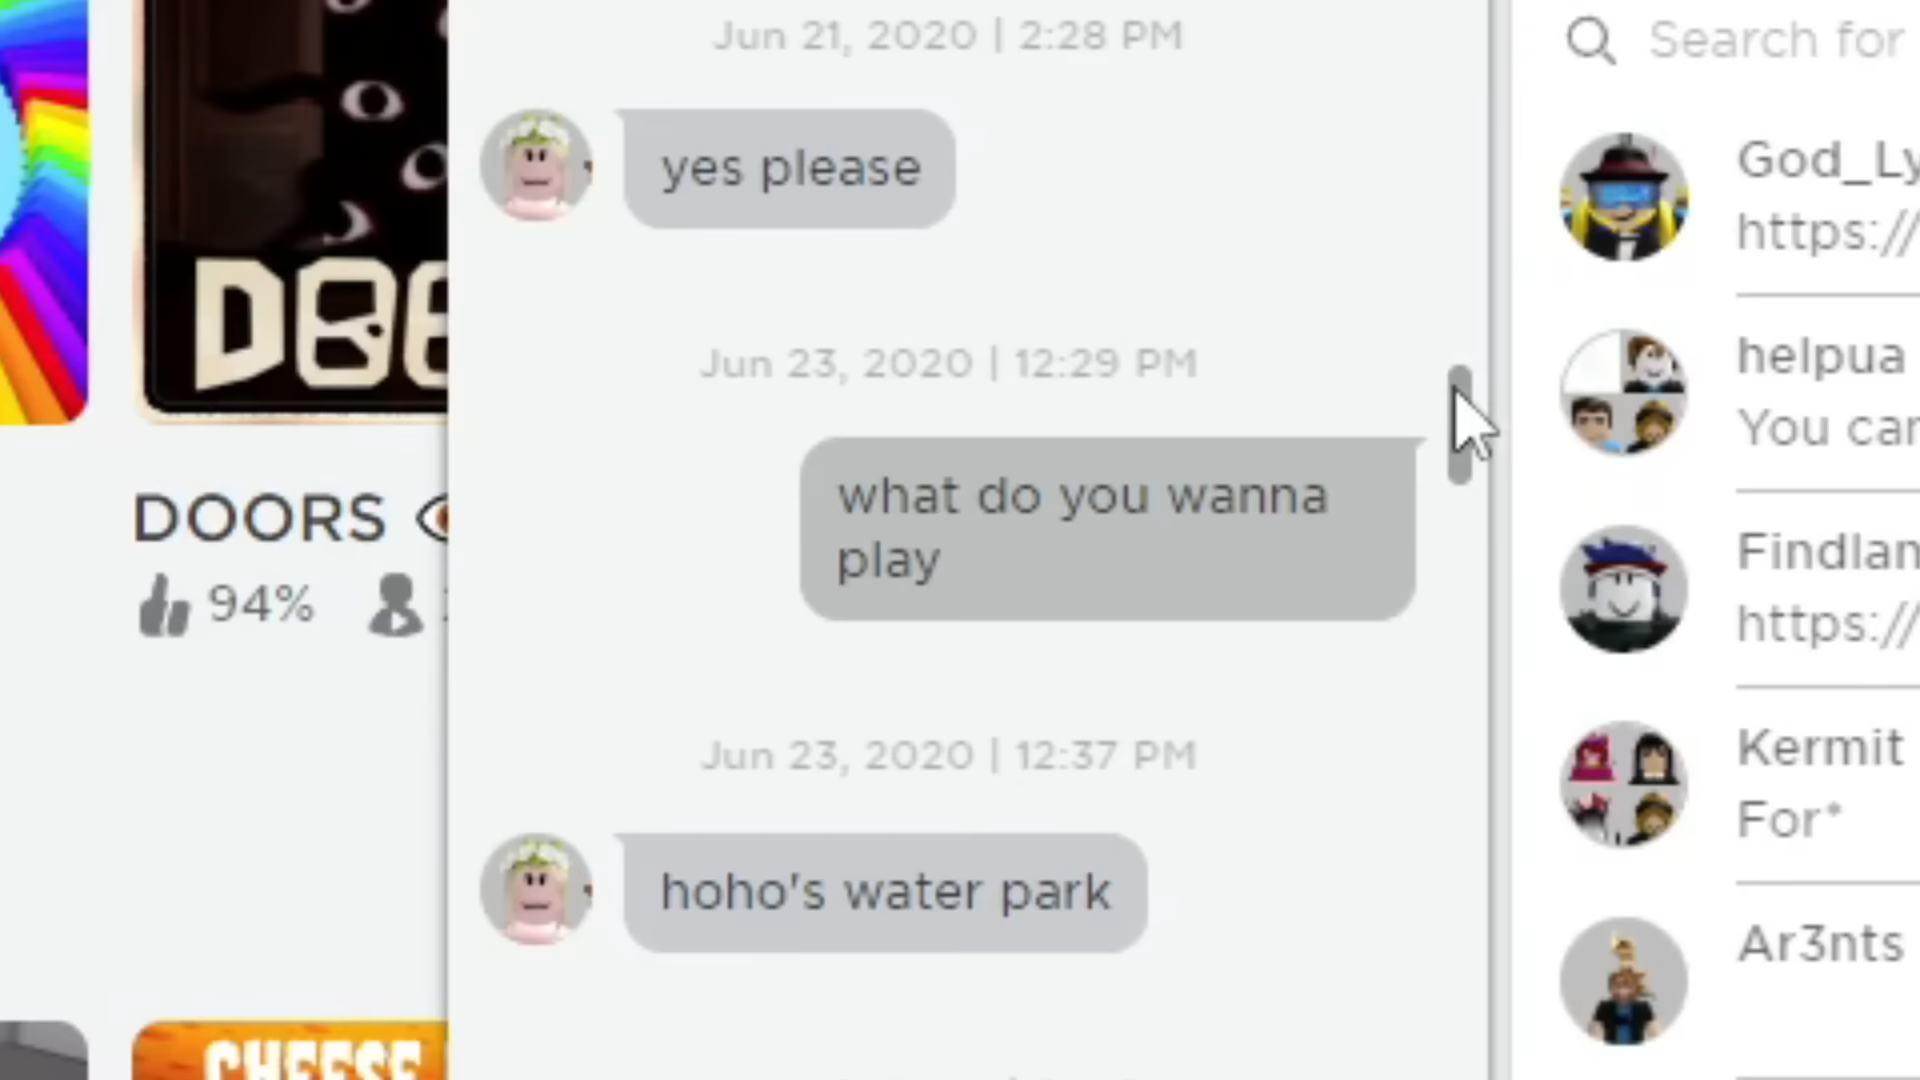 Jun 21, 2020 | 2:28 PM
yes please
Jun 23, 2020 | 12:29 PM
what do you wanna
play
Jun 23, 2020 | 12:37 PM
hoho's water park
DOORS
94%
CHEESE
Search for
God_Ly
https://
helpua
You can
Findlan
https://
Kermit
For*
Ar3nts